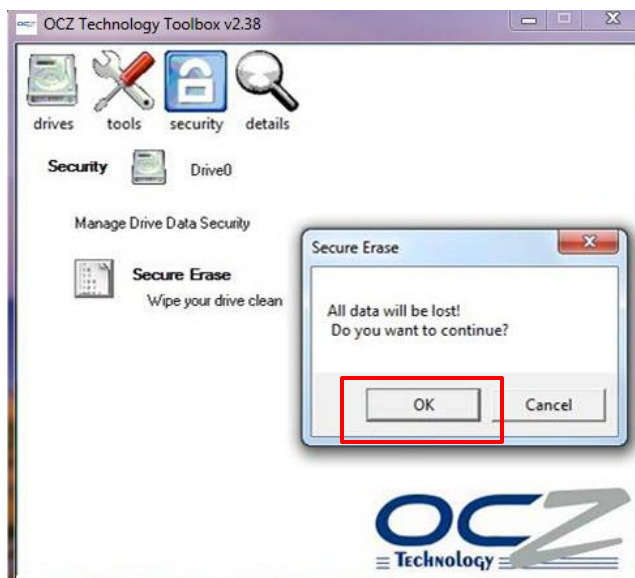 OCZ Technology Toolbox v2.38
drives tools security details
Security Drive0
Manage Drive Data Security
Secure Erase
Wipe your drive clean
Secure Erase
All data will be lost!
Do you want to continue?
OK Cancel
OCZ
Technology